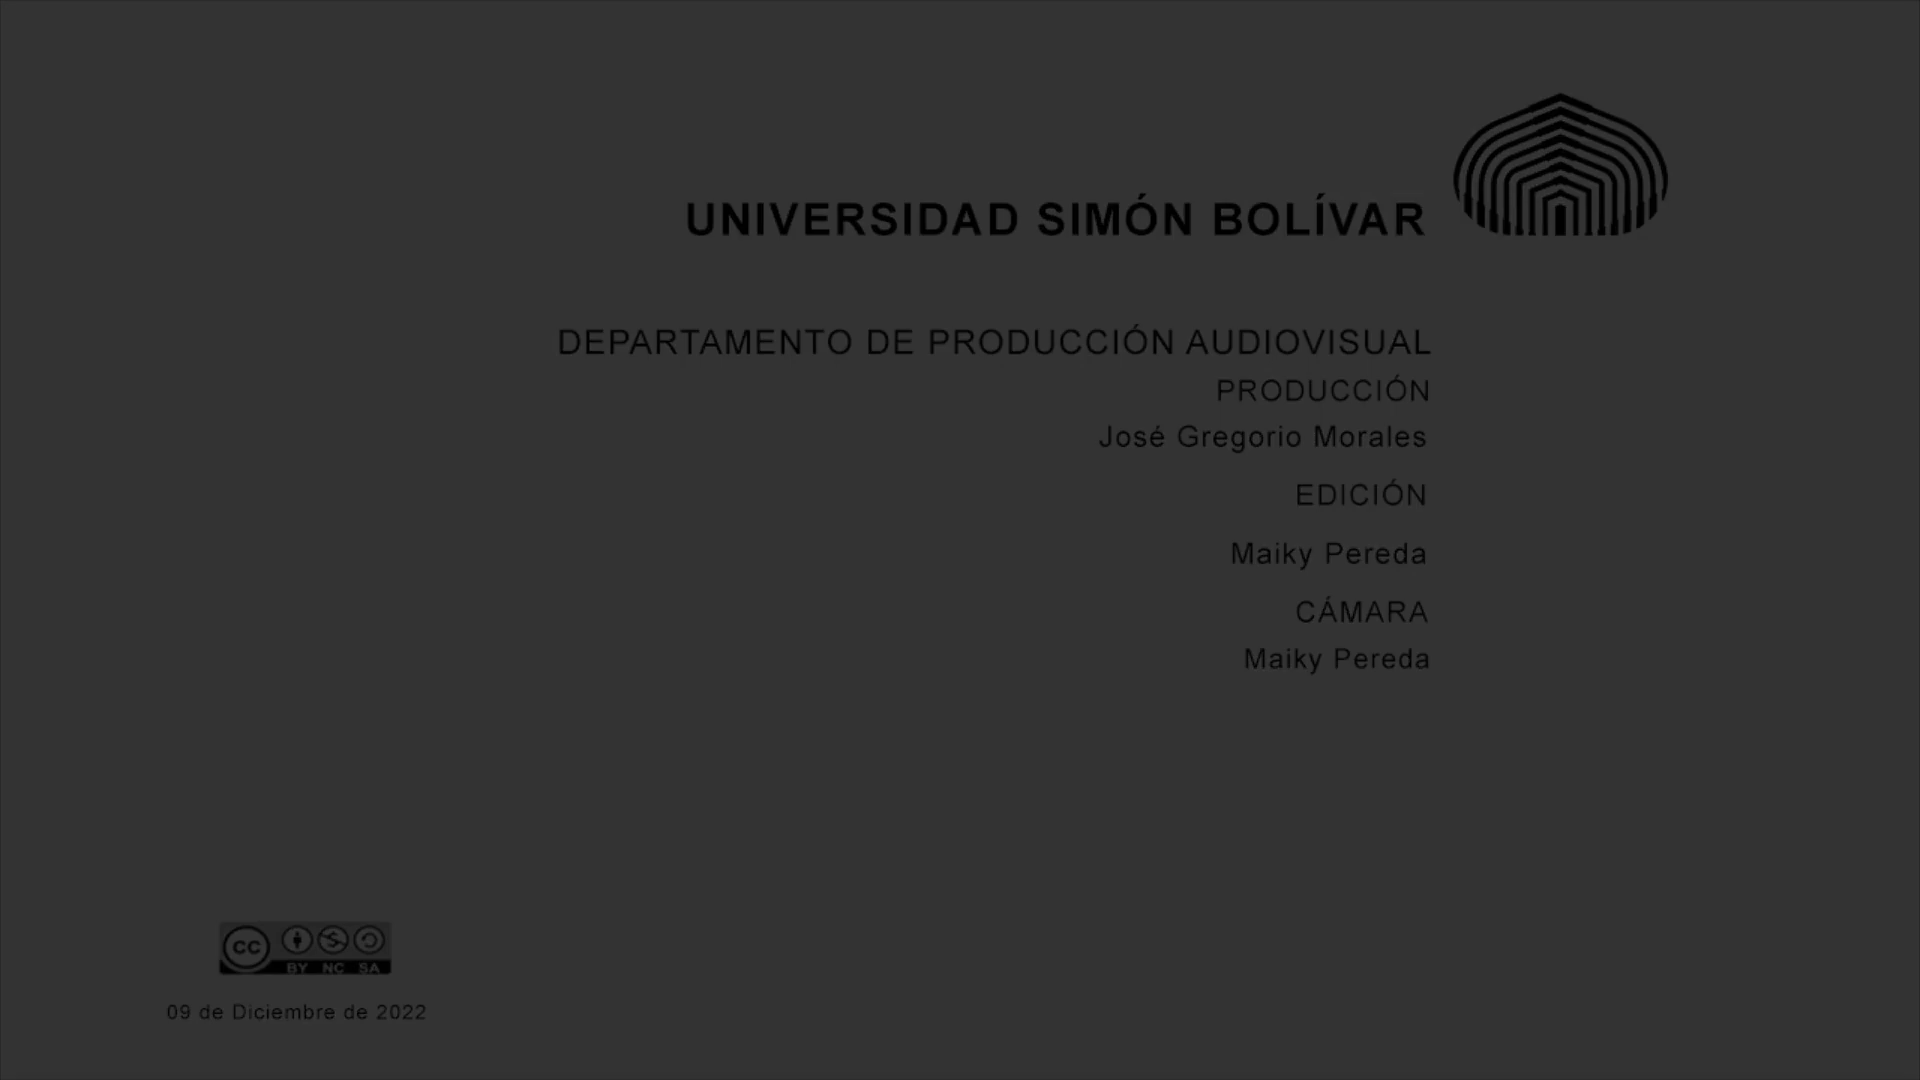 UNIVERSIDAD SIMÓN BOLÍVAR
DEPARTAMENTO DE PRODUCCIÓN AUDIOVISUAL
PRODUCCIÓN
José Gregorio Morales
EDICIÓN
Maiky Pereda
CÁMARA
Maiky Pereda
CC BY NC SA
09 de Diciembre de 2022